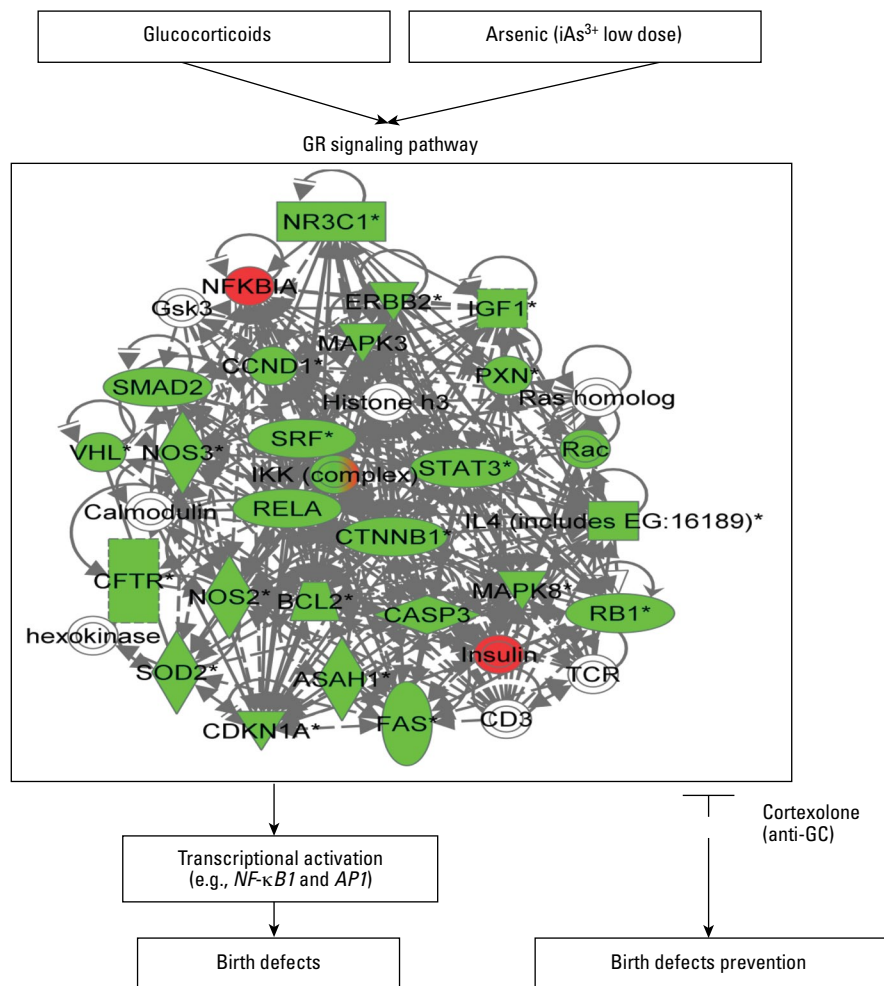 Glucocorticoids
Arsenic (iAs³⁺ low dose)
GR signaling pathway
NR3C1*
NFKBIA
ERBB2*
Gsk3
IGF1*
MAPK3
CCND1*
PXN*
SMAD2
Histone h3
Ras homolog
SRF*
VHL*
NOS3*
Rac
IKK (complex)
STAT3*
RELA
Calmodulin
IL4 (includes EG:16189)*
CTNNB1*
CFTR*
NOS2*
BCL2*
MAPK8*
CASP3
RB1*
hexokinase
Insulin
SOD2*
ASAH1*
TCR
CDKN1A*
FAS*
CD3
Cortexolone
(anti-GC)
Transcriptional activation
(e.g., NF-κB1 and AP1)
Birth defects
Birth defects prevention